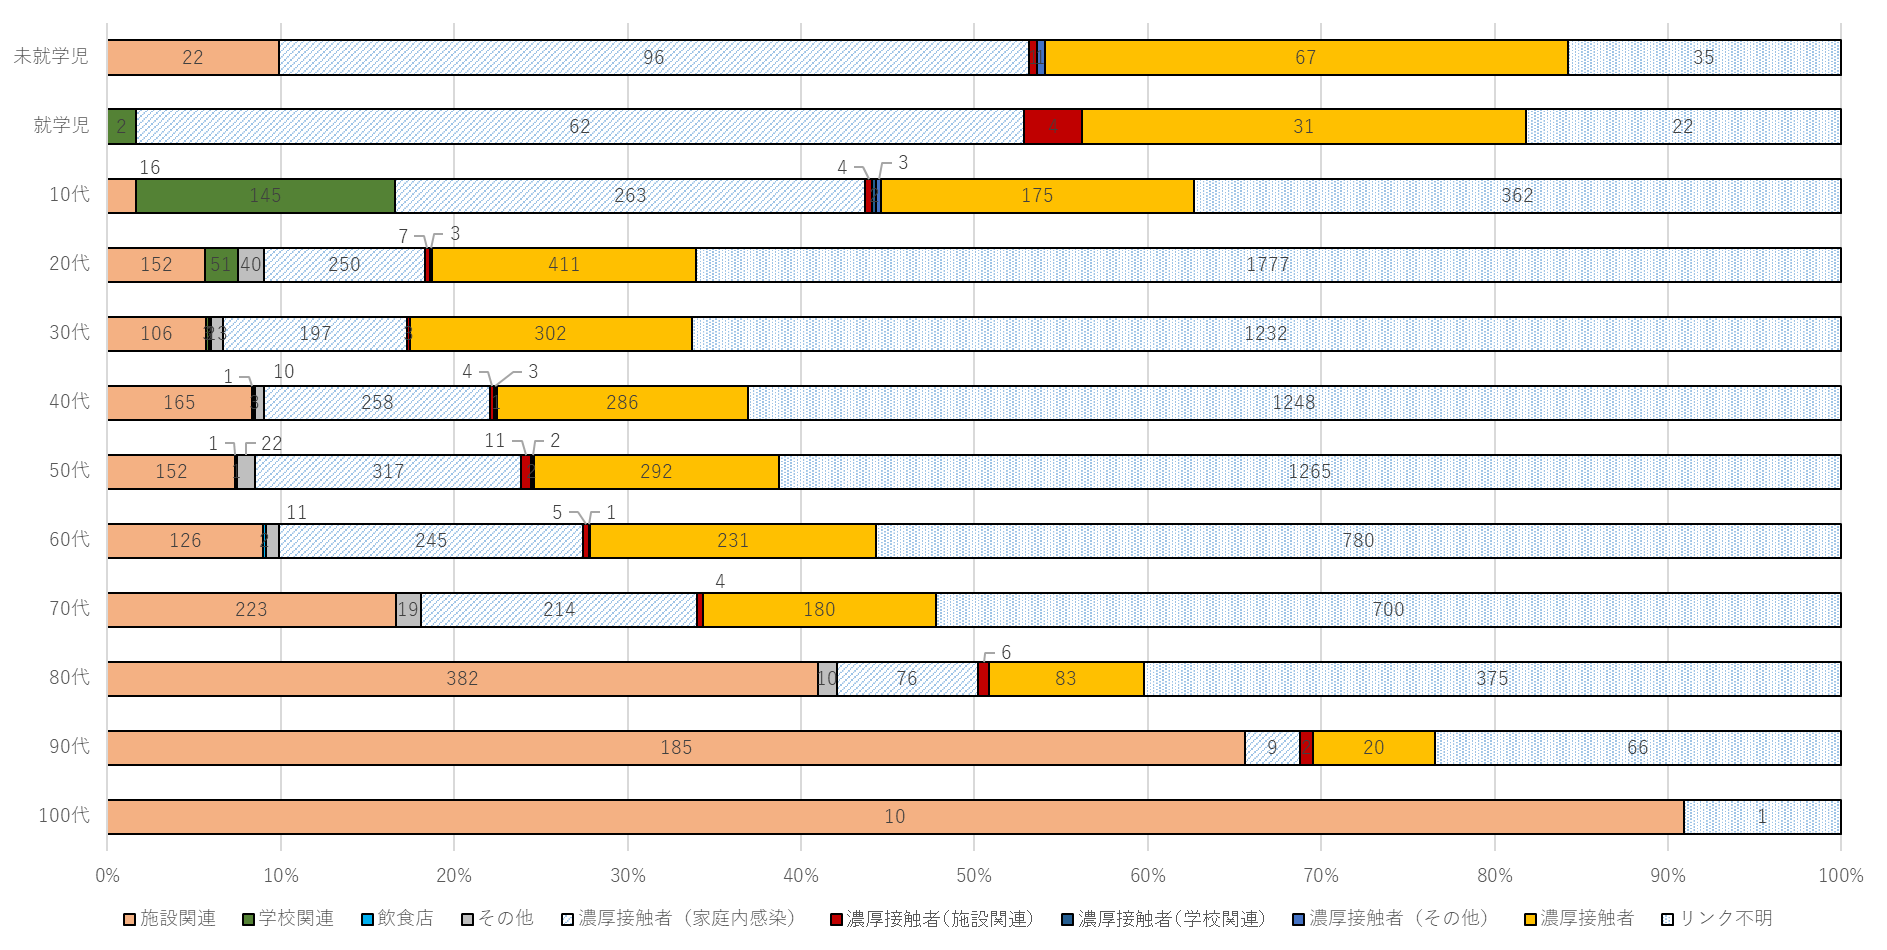 未就学児 22 96 1 67 35
就学児 2 62 31 22
16 4 3
10代 145 263 175 362
7 3
20代 152 51 40 250 411 1777
30代 106 13 197 3 302 1232
1 10 4 3
40代 165 258 1 286 1248
1 22 11 2
50代 152 317 2 292 1265
11 5 1
60代 126 2 245 231 780
4
70代 223 19 214 180 700
6
80代 382 10 76 83 375
90代 185 9 20 66
100代 10 1
0% 10% 20% 30% 40% 50% 60% 70% 80% 90% 100%
施設関連 学校関連 飲食店 その他 濃厚接触者（家庭内感染） 濃厚接触者(施設関連) 濃厚接触者(学校関連) 濃厚接触者（その他） 濃厚接触者 リンク不明